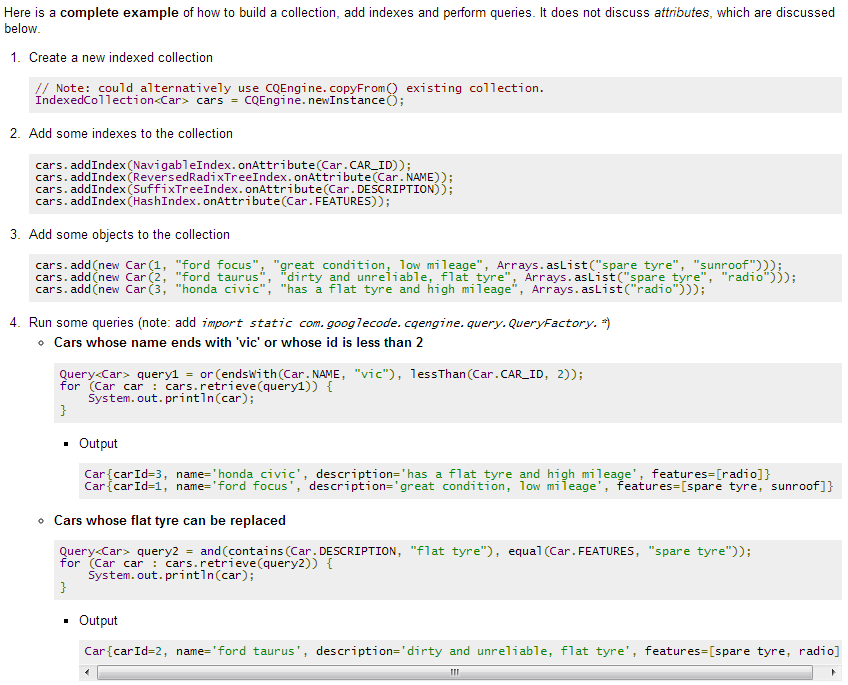 Here is a complete example of how to build a collection, add indexes and perform queries. It does not discuss attributes, which are discussed
below.
1. Create a new indexed collection
// Note: could alternatively use CQEngine.copyFrom() existing collection.
IndexedCollection<Car> cars = CQEngine.newInstance();
2. Add some indexes to the collection
cars.addIndex(NavigableIndex.onAttribute(Car.CAR_ID));
cars.addIndex(ReversedRadixTreeIndex.onAttribute(Car.NAME));
cars.addIndex(SuffixTreeIndex.onAttribute(Car.DESCRIPTION));
cars.addIndex(HashIndex.onAttribute(Car.FEATURES));
3. Add some objects to the collection
cars.add(new Car(1, "ford focus", "great condition, low mileage", Arrays.asList("spare tyre", "sunroof")));
cars.add(new Car(2, "ford taurus", "dirty and unreliable, flat tyre", Arrays.asList("spare tyre", "radio")));
cars.add(new Car(3, "honda civic", "has a flat tyre and high mileage", Arrays.asList("radio")));
4. Run some queries (note: add import static com.googlecode.cqengine.query.QueryFactory.*)
Cars whose name ends with 'vic' or whose id is less than 2
Query<Car> query1 = or(endsWith(Car.NAME, "vic"), lessThan(Car.CAR_ID, 2));
for (Car car : cars.retrieve(query1)) {
    System.out.println(car);
}
Output
Car{carId=3, name='honda civic', description='has a flat tyre and high mileage', features=[radio]}
Car{carId=1, name='ford focus', description='great condition, low mileage', features=[spare tyre, sunroof]}
Cars whose flat tyre can be replaced
Query<Car> query2 = and(contains(Car.DESCRIPTION, "flat tyre"), equal(Car.FEATURES, "spare tyre"));
for (Car car : cars.retrieve(query2)) {
    System.out.println(car);
}
Output
Car{carId=2, name='ford taurus', description='dirty and unreliable, flat tyre', features=[spare tyre, radio]